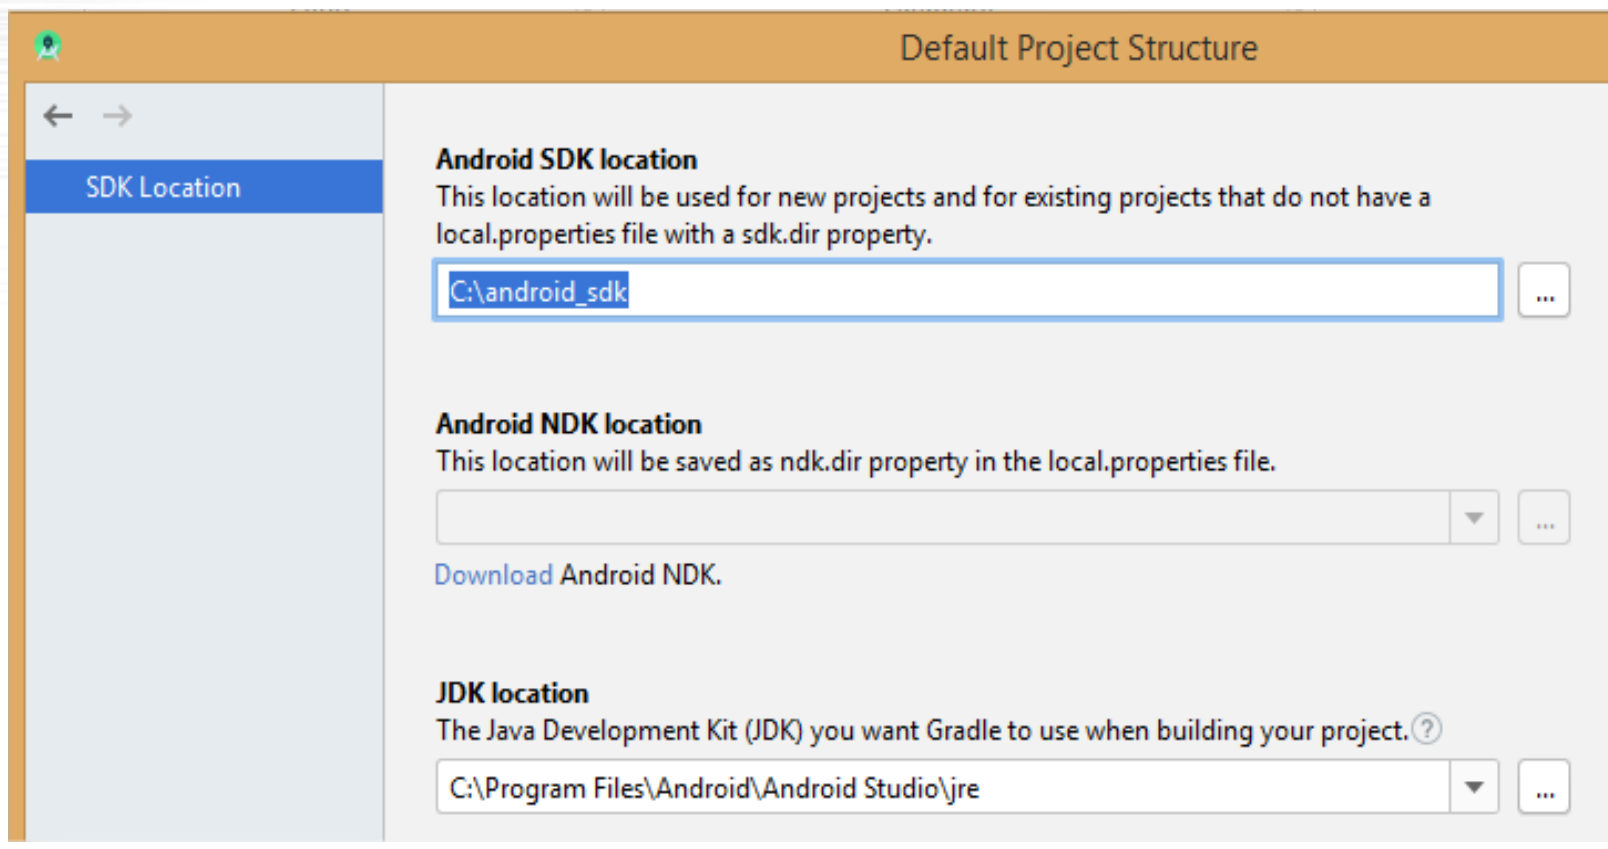 Default Project Structure
SDK Location
Android SDK location
This location will be used for new projects and for existing projects that do not have a
local.properties file with a sdk.dir property.
C:\android_sdk
...
Android NDK location
This location will be saved as ndk.dir property in the local.properties file.
...
Download Android NDK.
JDK location
The Java Development Kit (JDK) you want Gradle to use when building your project. ?
C:\Program Files\Android\Android Studio\jre
...